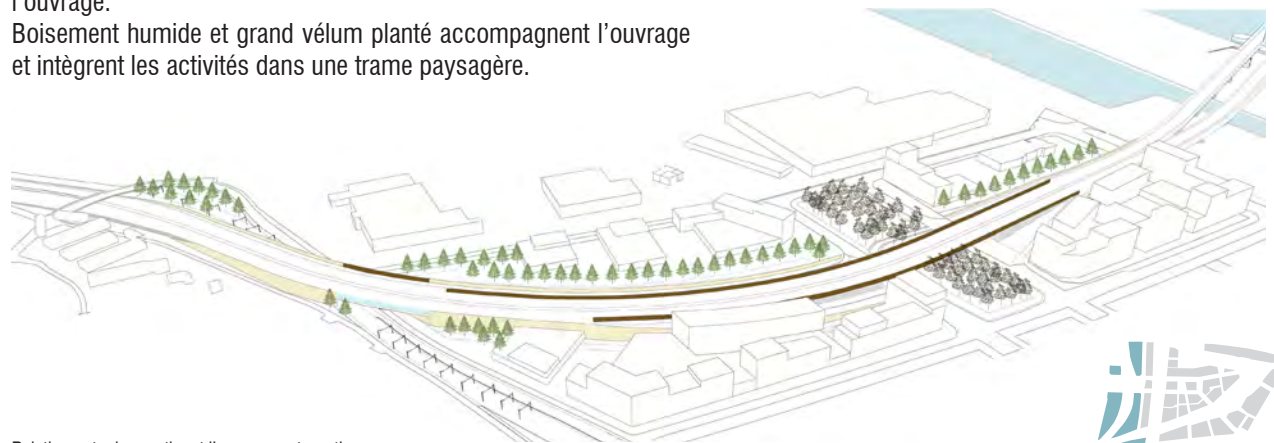 l'ouvrage.
Boisement humide et grand vélum planté accompagnent l'ouvrage
et intègrent les activités dans une trame paysagère.